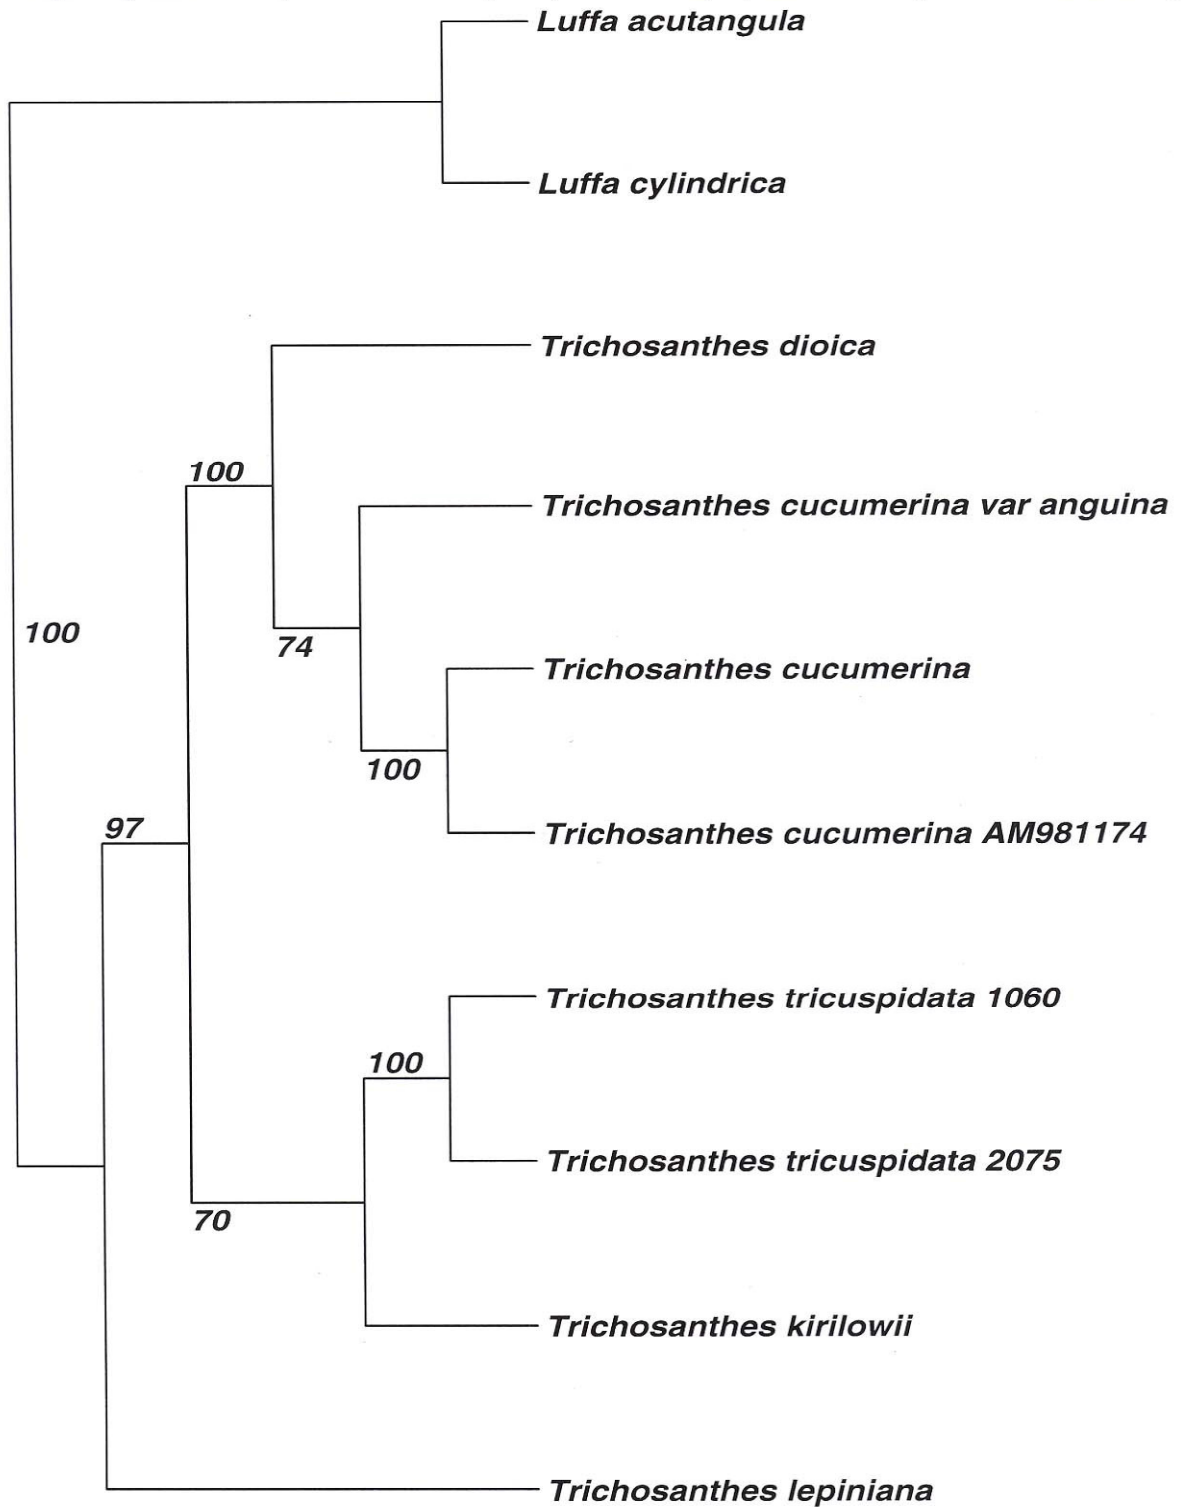 Luffa acutangula
Luffa cylindrica
Trichosanthes dioica
100
Trichosanthes cucumerina var anguina
100
74
Trichosanthes cucumerina
100
Trichosanthes cucumerina AM981174
97
Trichosanthes tricuspidata 1060
100
Trichosanthes tricuspidata 2075
70
Trichosanthes kirilowii
Trichosanthes lepiniana